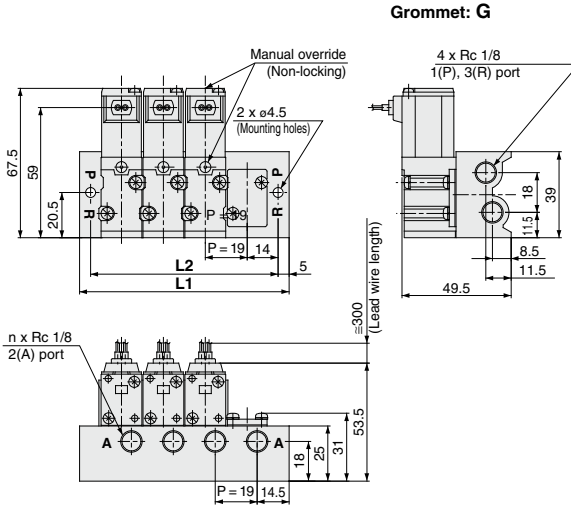 Grommet: G
Manual override
(Non-locking)
2 x ø4.5
(Mounting holes)
4 x Rc 1/8
1(P), 3(R) port
67.5
59
20.5
P
R
P
R
P = 19
P = 19
14
L2
5
L1
39
18
11.5
8.5
11.5
49.5
≅300
(Lead wire length)
n x Rc 1/8
2(A) port
A
A
18
25
31
53.5
P = 19
14.5